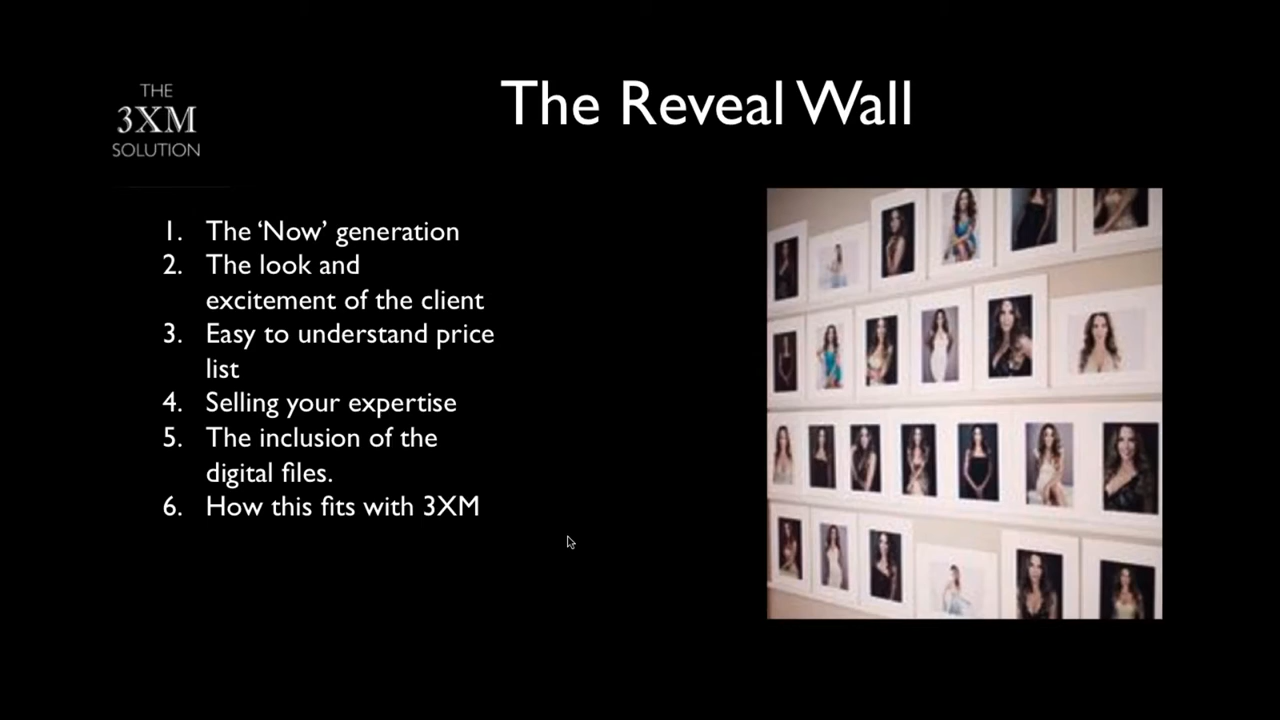 THE
3XM
SOLUTION
The Reveal Wall
1. The ‘Now’ generation
2. The look and
excitement of the client
3. Easy to understand price
list
4. Selling your expertise
5. The inclusion of the
digital files.
6. How this fits with 3XM